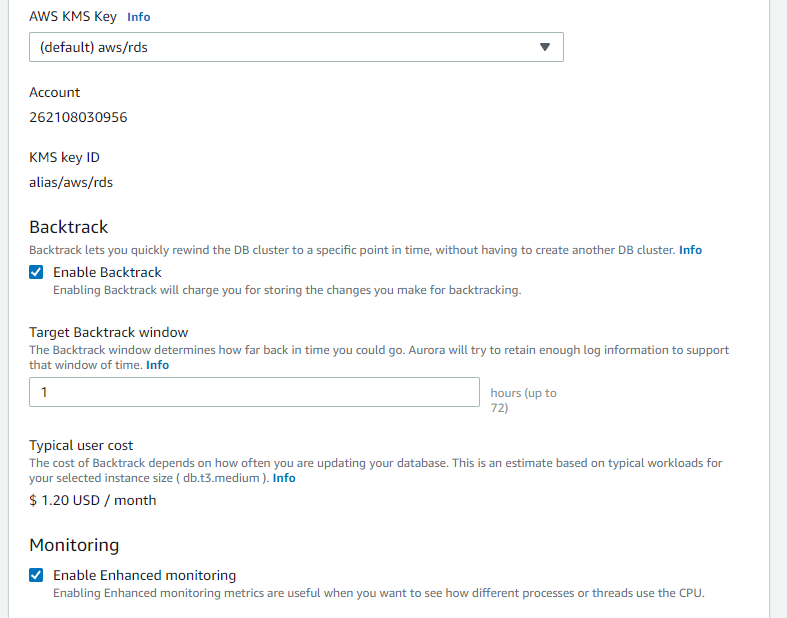 AWS KMS Key Info
(default) aws/rds
Account
262108030956
KMS key ID
alias/aws/rds
Backtrack
Backtrack lets you quickly rewind the DB cluster to a specific point in time, without having to create another DB cluster. Info
Enable Backtrack
Enabling Backtrack will charge you for storing the changes you make for backtracking.
Target Backtrack window
The Backtrack window determines how far back in time you could go. Aurora will try to retain enough log information to support
that window of time. Info
1
hours (up to
72)
Typical user cost
The cost of Backtrack depends on how often you are updating your database. This is an estimate based on typical workloads for
your selected instance size ( db.t3.medium ). Info
$ 1.20 USD / month
Monitoring
Enable Enhanced monitoring
Enabling Enhanced monitoring metrics are useful when you want to see how different processes or threads use the CPU.